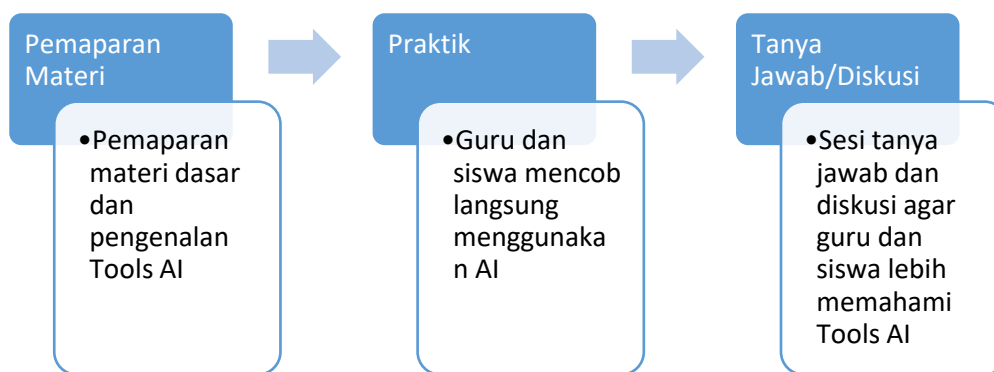 Pemaparan
Materi
•Pemaparan
materi dasar
dan
pengenalan
Tools AI
Praktik
•Guru dan
siswa mencob
langsung
menggunaka
n AI
Tanya
Jawab/Diskusi
•Sesi tanya
jawab dan
diskusi agar
guru dan
siswa lebih
memahami
Tools AI